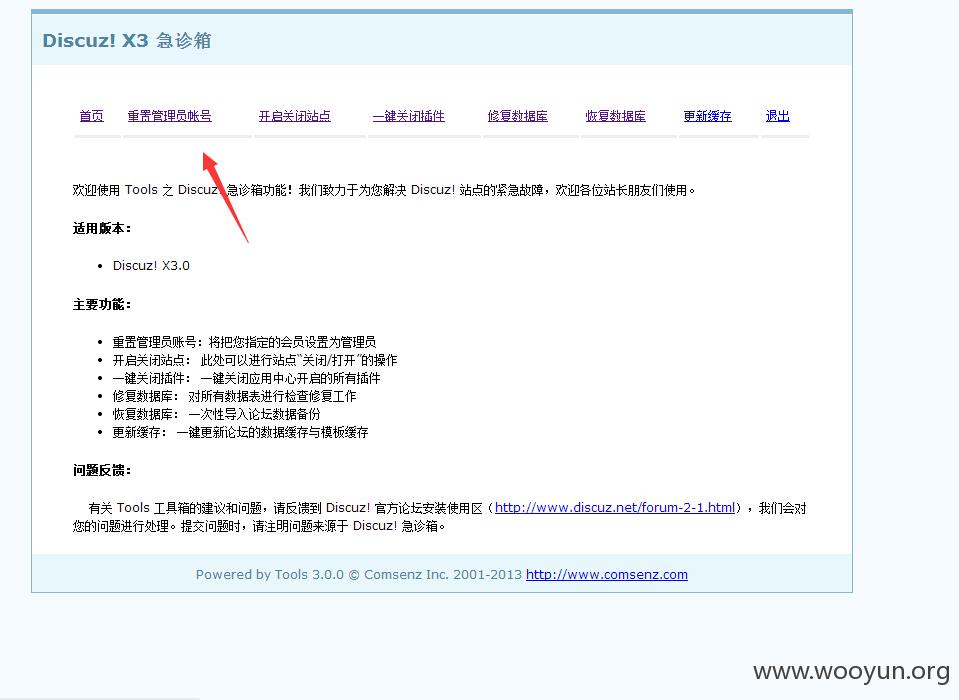 Discuz! X3 急诊箱
首页 重置管理员帐号 开启关闭站点 一键关闭插件 修复数据库 恢复数据库 更新缓存 退出
欢迎使用 Tools 之 Discuz! 急诊箱功能！我们致力于为您解决 Discuz! 站点的紧急故障，欢迎各位站长朋友们使用。
适用版本：
• Discuz! X3.0
主要功能：
• 重置管理员账号：将把您指定的会员设置为管理员
• 开启关闭站点： 此处可以进行站点“关闭/打开”的操作
• 一键关闭插件： 一键关闭应用中心开启的所有插件
• 修复数据库： 对所有数据表进行检查修复工作
• 恢复数据库： 一次性导入论坛数据备份
• 更新缓存： 一键更新论坛的数据缓存与模板缓存
问题反馈：
有关 Tools 工具箱的建议和问题，请反馈到 Discuz! 官方论坛安装使用区（http://www.discuz.net/forum-2-1.html），我们会对
您的问题进行处理。提交问题时，请注明问题来源于 Discuz! 急诊箱。
Powered by Tools 3.0.0 © Comsenz Inc. 2001-2013 http://www.comsenz.com
www.wooyun.org